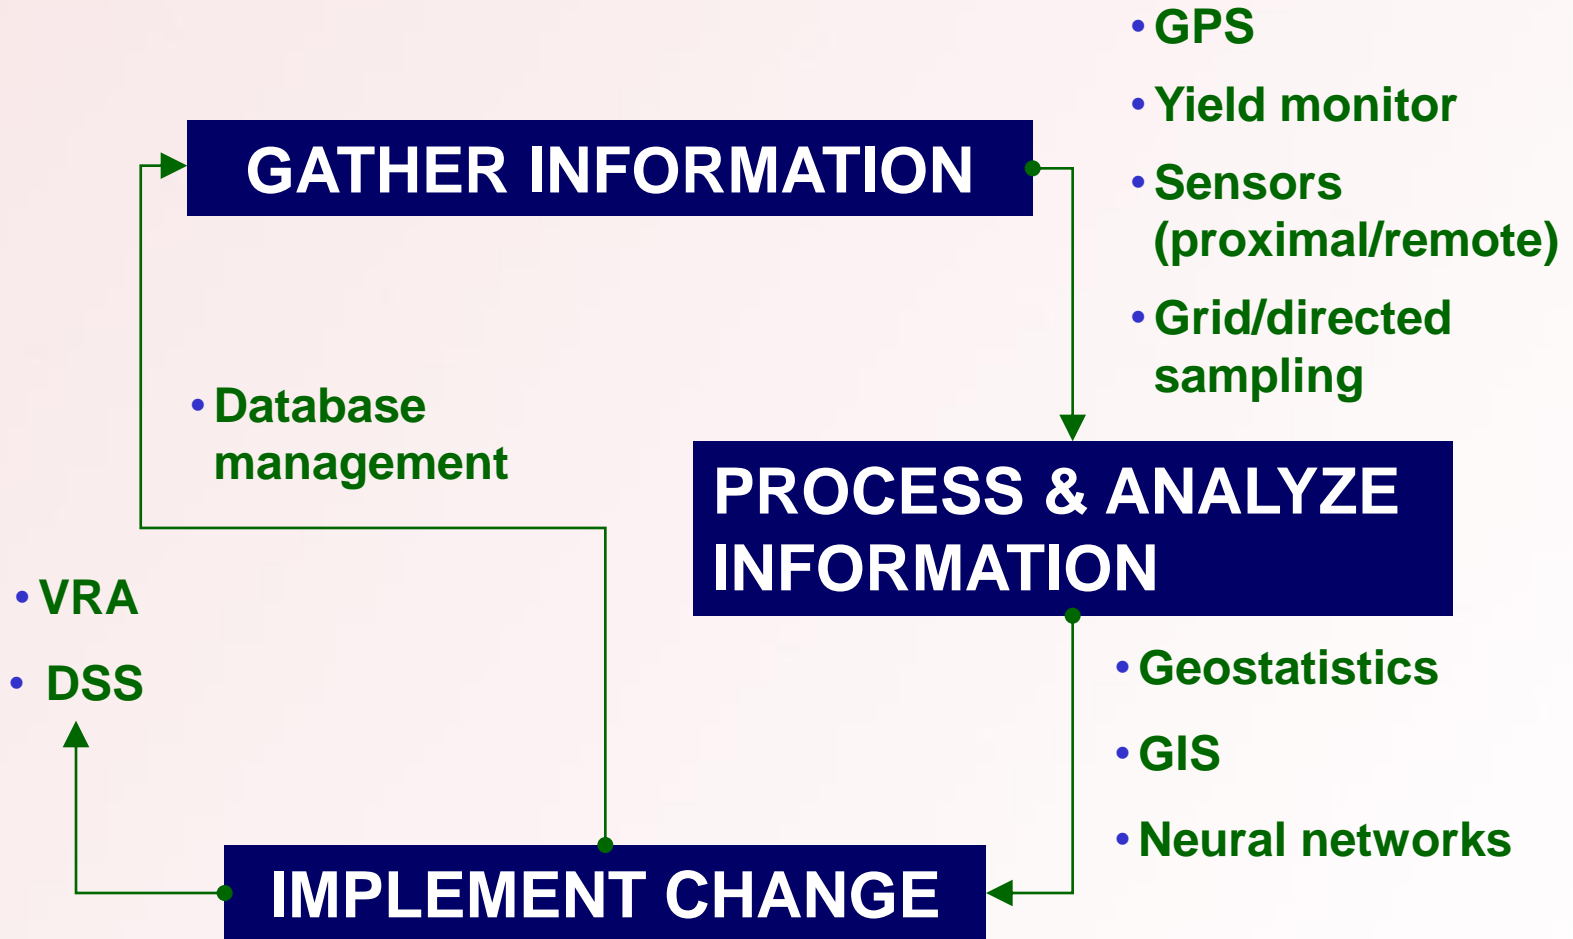 • GPS
• Yield monitor
GATHER INFORMATION
• Sensors
(proximal/remote)
• Grid/directed
sampling
• Database
management
PROCESS & ANALYZE
INFORMATION
• VRA
• DSS
• Geostatistics
• GIS
• Neural networks
IMPLEMENT CHANGE